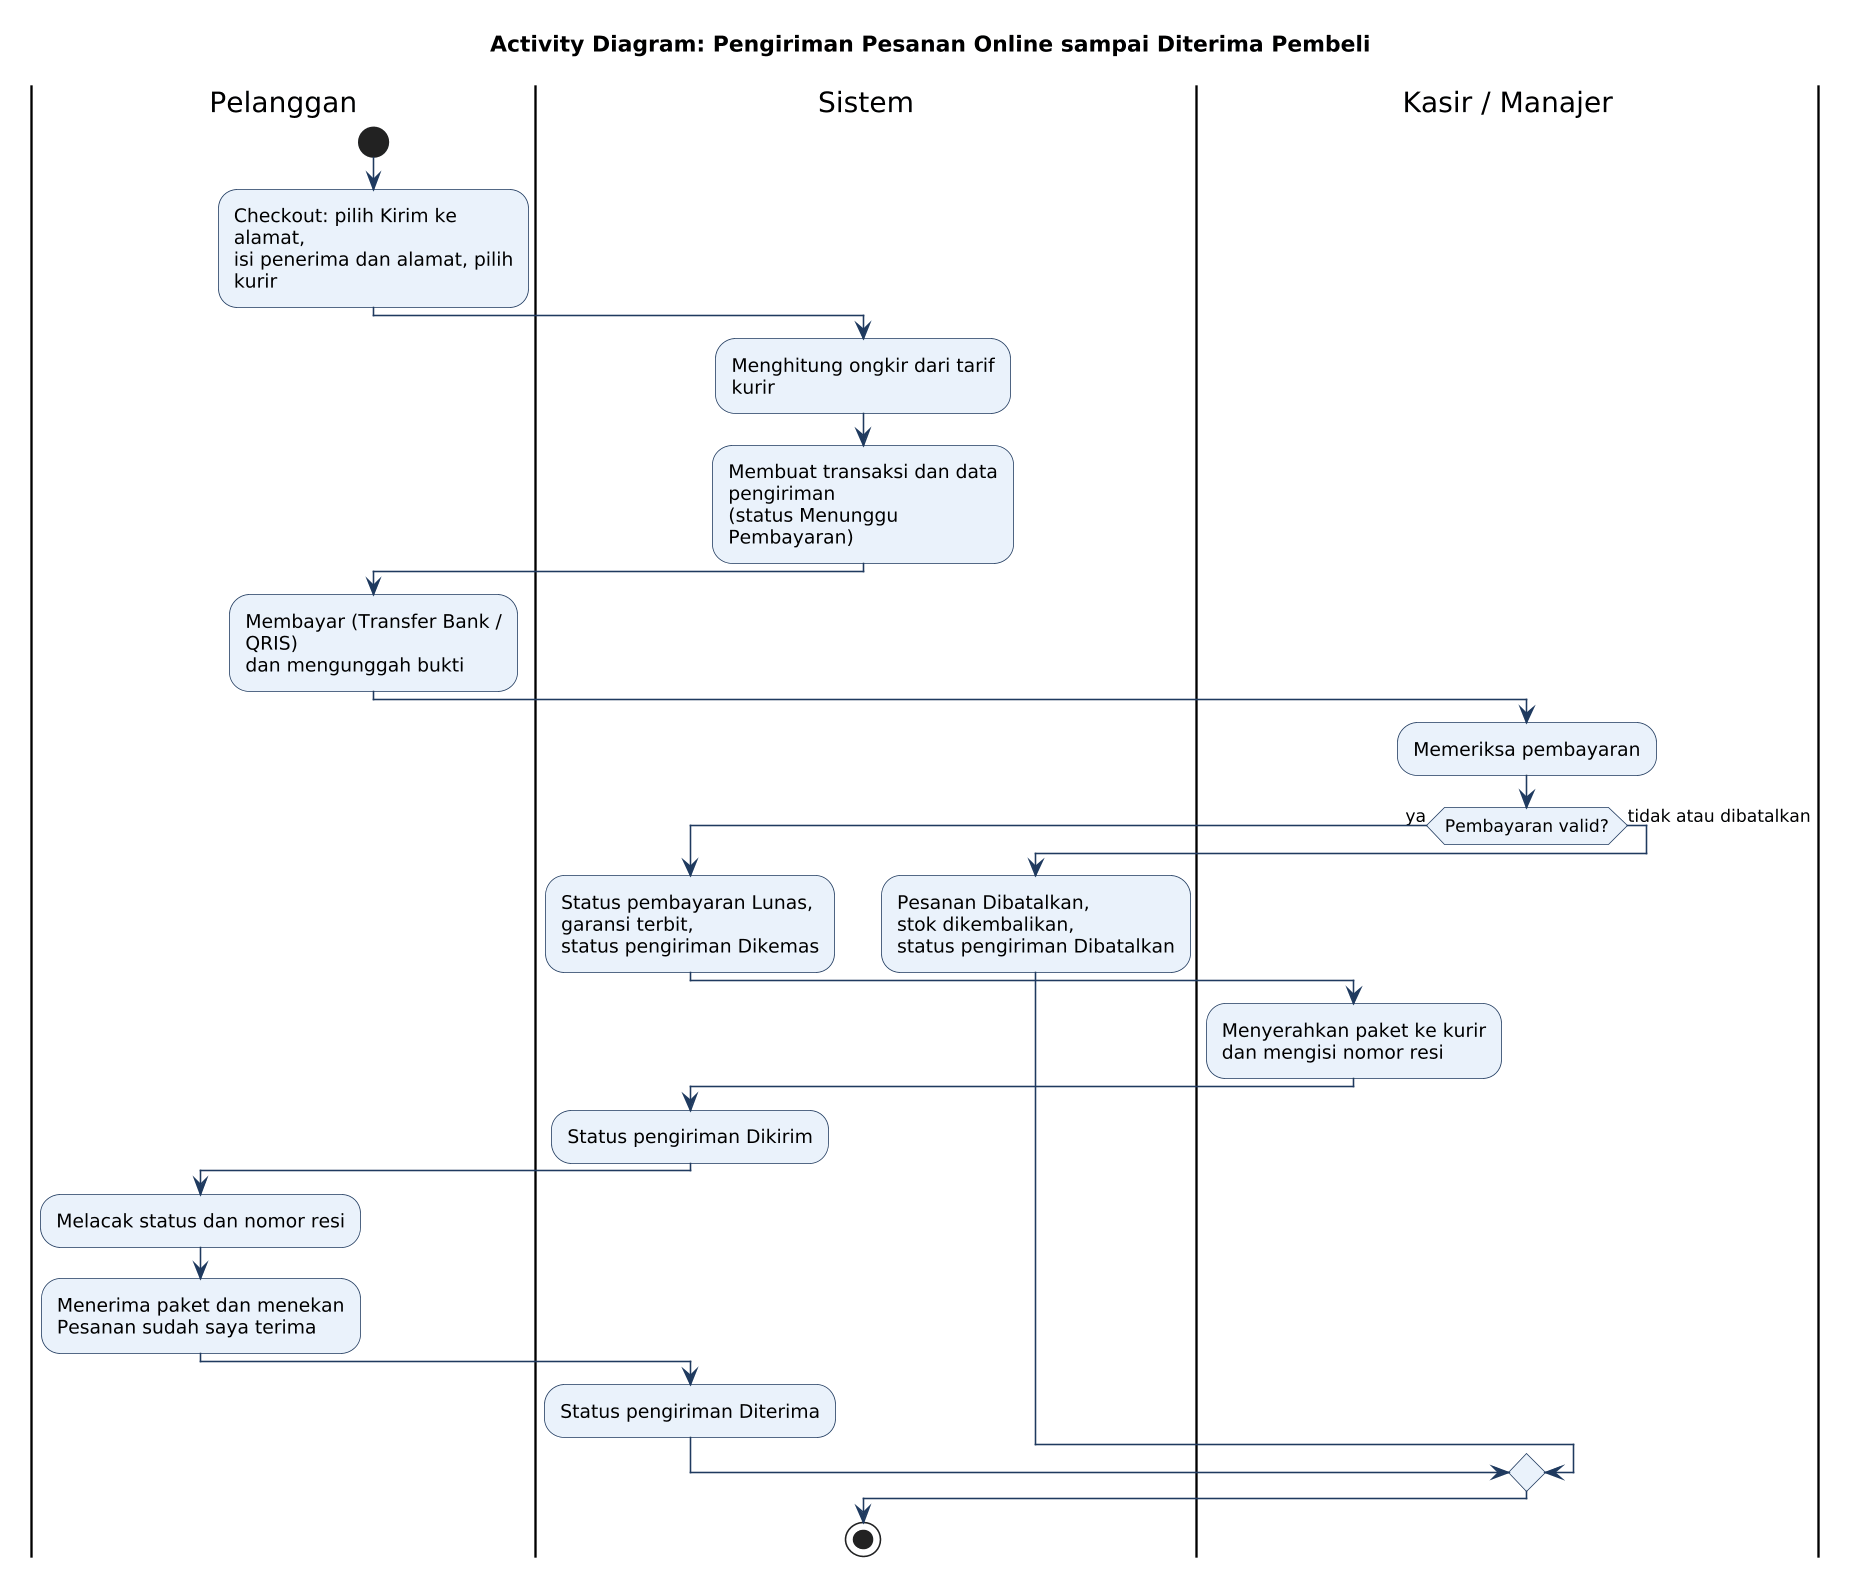 Activity Diagram: Pengiriman Pesanan Online sampai Diterima Pembeli
Pelanggan
Sistem
Kasir / Manajer
Checkout: pilih Kirim ke
alamat,
isi penerima dan alamat, pilih
kurir
Menghitung ongkir dari tarif
kurir
Membuat transaksi dan data
pengiriman
(status Menunggu
Pembayaran)
Membayar (Transfer Bank /
QRIS)
dan mengunggah bukti
Memeriksa pembayaran
ya
Pembayaran valid?
tidak atau dibatalkan
Status pembayaran Lunas,
garansi terbit,
status pengiriman Dikemas
Pesanan Dibatalkan,
stok dikembalikan,
status pengiriman Dibatalkan
Menyerahkan paket ke kurir
dan mengisi nomor resi
Status pengiriman Dikirim
Melacak status dan nomor resi
Menerima paket dan menekan
Pesanan sudah saya terima
Status pengiriman Diterima